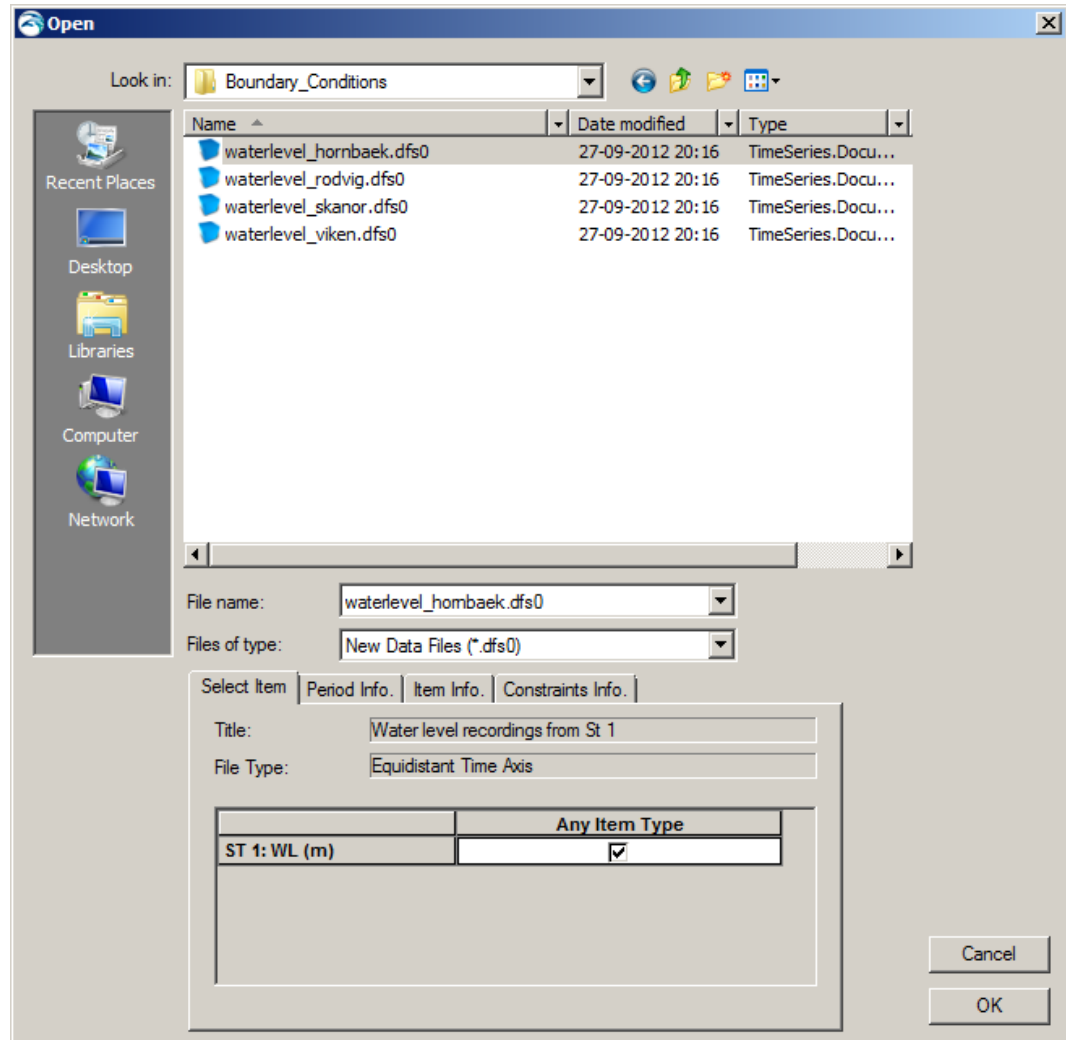 Open
Look in: Boundary_Conditions
Name Date modified Type
waterlevel_hornbaek.dfs0 27-09-2012 20:16 TimeSeries.Docu...
waterlevel_rodvig.dfs0 27-09-2012 20:16 TimeSeries.Docu...
waterlevel_skanor.dfs0 27-09-2012 20:16 TimeSeries.Docu...
waterlevel_viken.dfs0 27-09-2012 20:16 TimeSeries.Docu...
Recent Places
Desktop
Libraries
Computer
Network
File name: waterlevel_hornbaek.dfs0
Files of type: New Data Files (*.dfs0)
Select Item Period Info. Item Info. Constraints Info.
Title: Water level recordings from St 1
File Type: Equidistant Time Axis
Any Item Type
ST 1: WL (m)
Cancel
OK